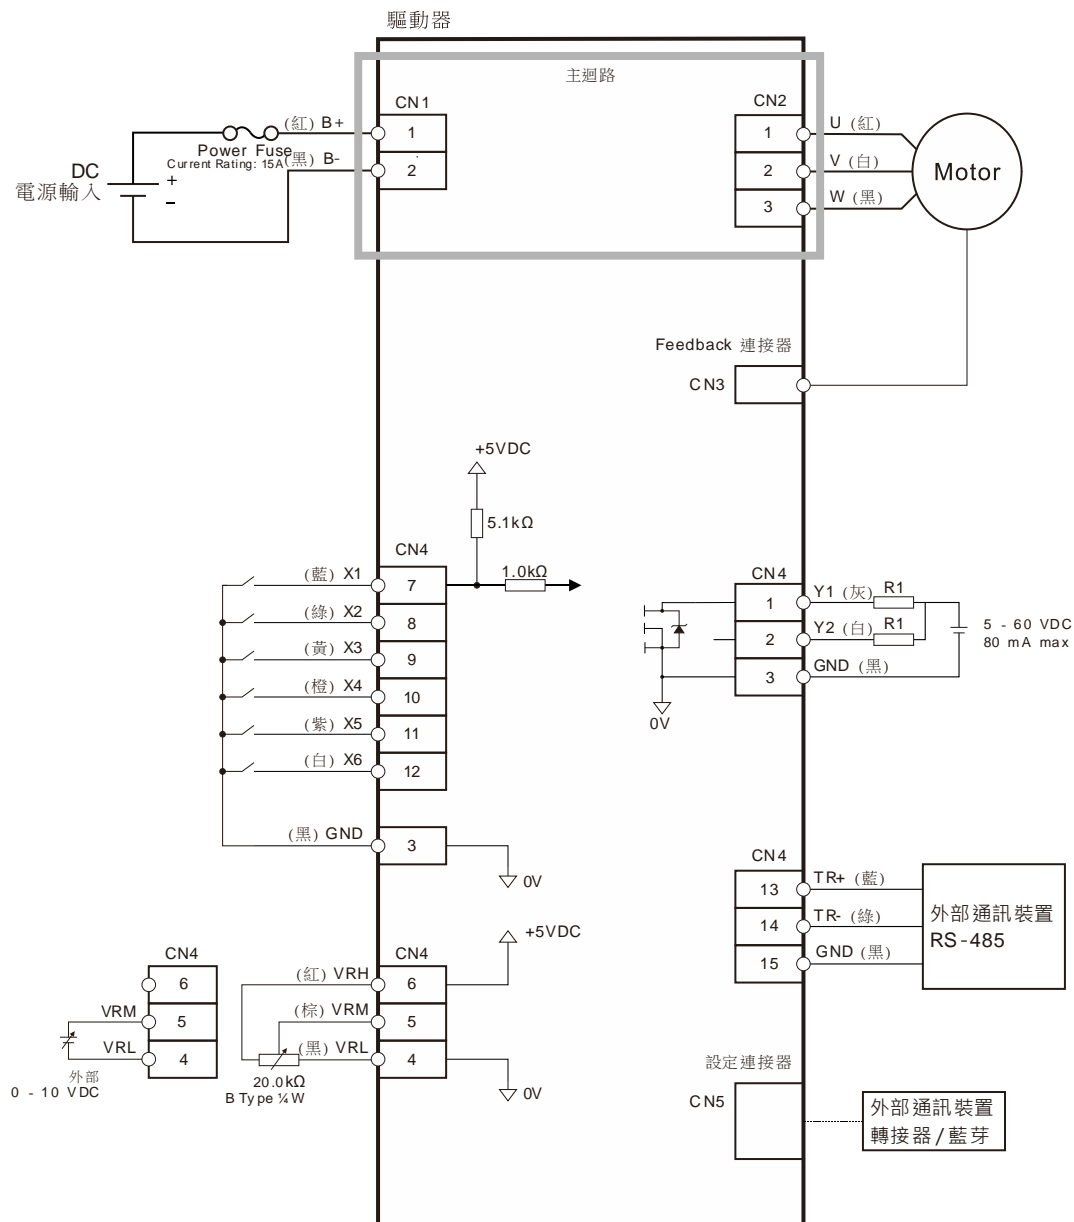 驅動器
主迴路
CN1
1
2
(紅) B+
(黑) B-
Power Fuse
Current Rating: 15A
DC
電源輸入
+
-
CN2
1
2
3
U (紅)
V (白)
W (黑)
Motor
Feedback 連接器
CN3
+5VDC
5.1kΩ
1.0kΩ
CN4
(藍) X1
7
(綠) X2
8
(黃) X3
9
(橙) X4
10
(紫) X5
11
(白) X6
12
(黑) GND
3
0V
CN4
1
2
3
Y1 (灰)
R1
Y2 (白)
R1
GND (黑)
5 - 60 VDC
80 mA max
0V
CN4
13
14
15
TR+ (藍)
TR- (綠)
GND (黑)
外部通訊裝置
RS-485
CN4
6
VRM
5
VRL
4
外部
0 - 10 VDC
CN4
+5VDC
(紅) VRH
6
(棕) VRM
5
(黑) VRL
4
20.0kΩ
B Type ¼W
0V
設定連接器
CN5
外部通訊裝置
轉接器/藍芽